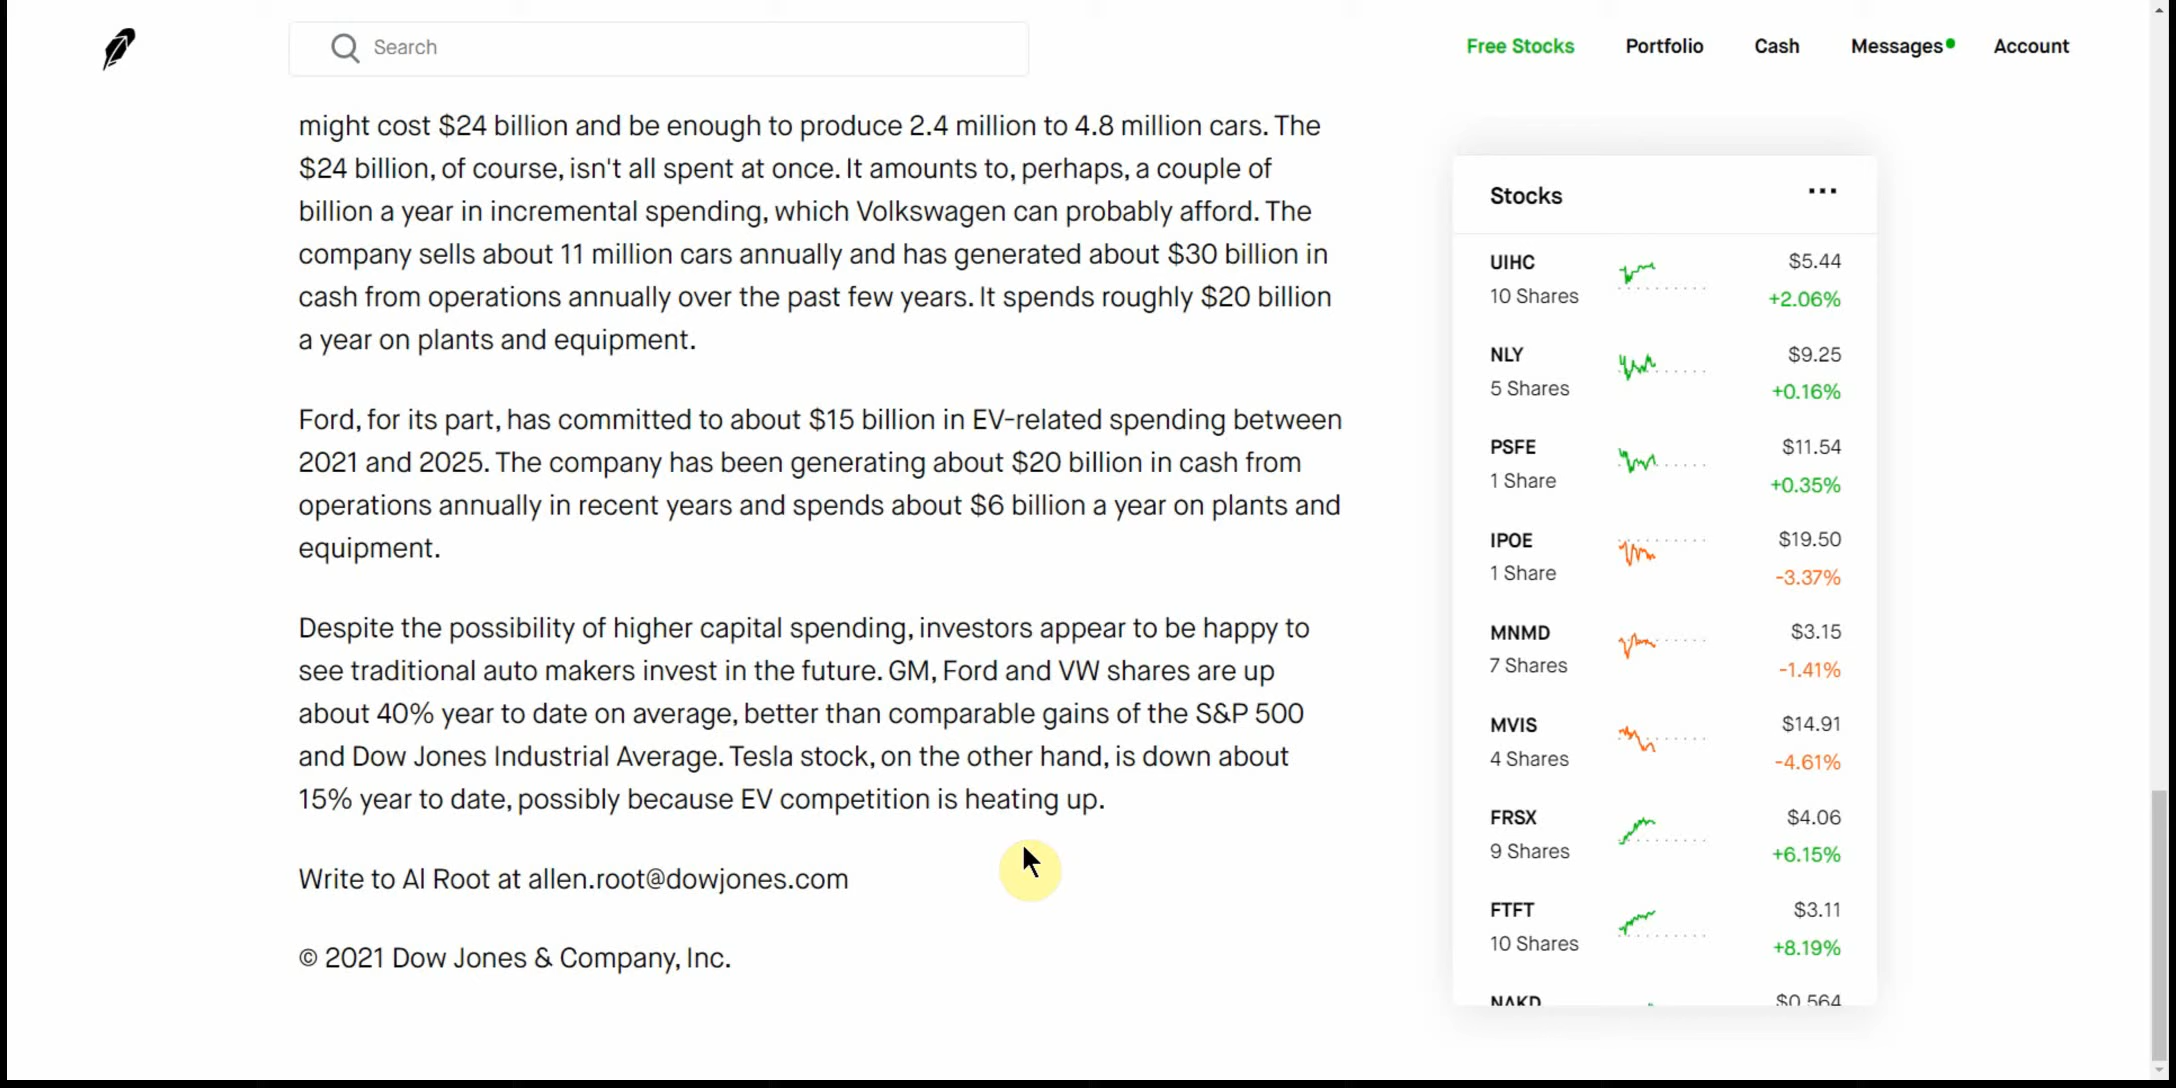 Search
Free Stocks
Portfolio
Cash
Messages
Account
might cost $24 billion and be enough to produce 2.4 million to 4.8 million cars. The
$24 billion, of course, isn't all spent at once. It amounts to, perhaps, a couple of
billion a year in incremental spending, which Volkswagen can probably afford. The
company sells about 11 million cars annually and has generated about $30 billion in
cash from operations annually over the past few years. It spends roughly $20 billion
a year on plants and equipment.
Ford, for its part, has committed to about $15 billion in EV-related spending between
2021 and 2025. The company has been generating about $20 billion in cash from
operations annually in recent years and spends about $6 billion a year on plants and
equipment.
Despite the possibility of higher capital spending, investors appear to be happy to
see traditional auto makers invest in the future. GM, Ford and VW shares are up
about 40% year to date on average, better than comparable gains of the S&P 500
and Dow Jones Industrial Average. Tesla stock, on the other hand, is down about
15% year to date, possibly because EV competition is heating up.
Write to Al Root at allen.root@dowjones.com
© 2021 Dow Jones & Company, Inc.
Stocks
UIHC $5.44
10 Shares +2.06%
NLY $9.25
5 Shares +0.16%
PSFE $11.54
1 Share +0.35%
IPOE $19.50
1 Share -3.37%
MNMD $3.15
7 Shares -1.41%
MVIS $14.91
4 Shares -4.61%
FRSX $4.06
9 Shares +6.15%
FTFT $3.11
10 Shares +8.19%
NAKD $0.564